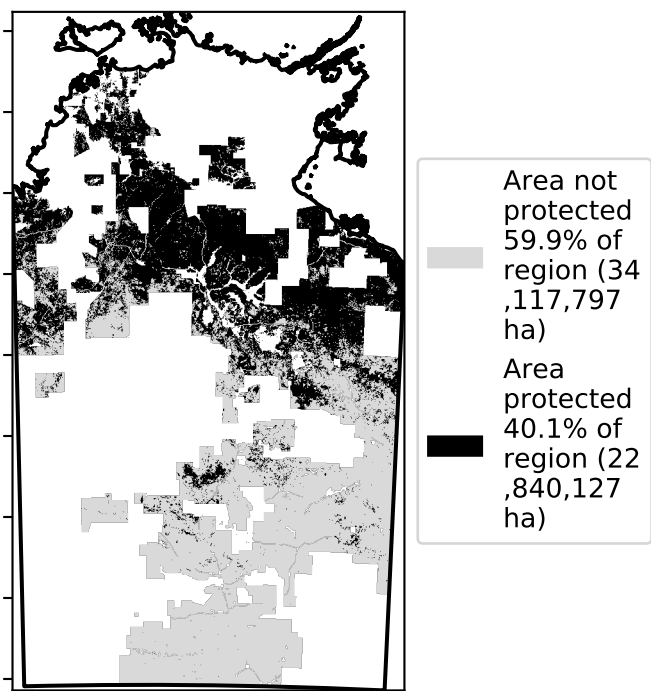 Area not
protected
59.9% of
region (34
,117,797
ha)
Area
protected
40.1% of
region (22
,840,127
ha)